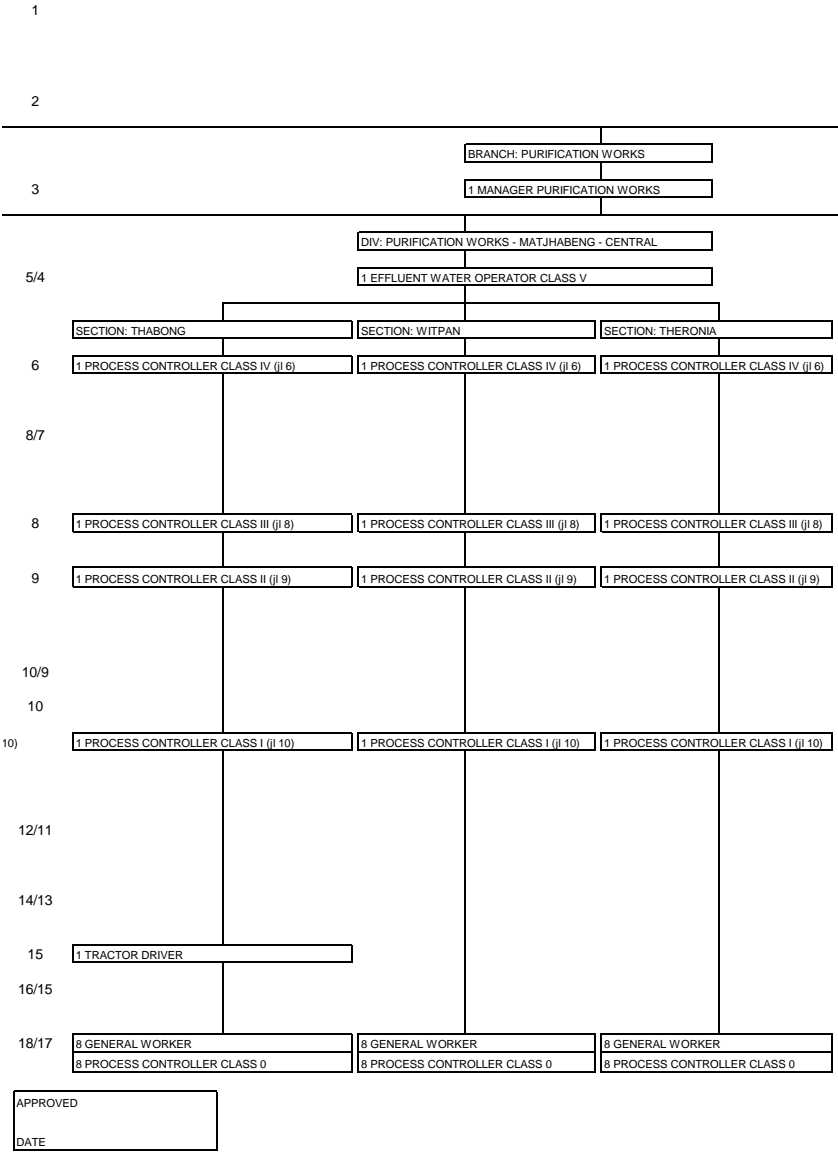 1
2
BRANCH: PURIFICATION WORKS
3 1 MANAGER PURIFICATION WORKS
DIV: PURIFICATION WORKS - MATJHABENG - CENTRAL
5/4 1 EFFLUENT WATER OPERATOR CLASS V
SECTION: THABONG SECTION: WITPAN SECTION: THERONIA
6 1 PROCESS CONTROLLER CLASS IV (jl 6) 1 PROCESS CONTROLLER CLASS IV (jl 6) 1 PROCESS CONTROLLER CLASS IV (jl 6)
8/7
8 1 PROCESS CONTROLLER CLASS III (jl 8) 1 PROCESS CONTROLLER CLASS III (jl 8) 1 PROCESS CONTROLLER CLASS III (jl 8)
9 1 PROCESS CONTROLLER CLASS II (jl 9) 1 PROCESS CONTROLLER CLASS II (jl 9) 1 PROCESS CONTROLLER CLASS II (jl 9)
10/9
10
10) 1 PROCESS CONTROLLER CLASS I (jl 10) 1 PROCESS CONTROLLER CLASS I (jl 10) 1 PROCESS CONTROLLER CLASS I (jl 10)
12/11
14/13
15 1 TRACTOR DRIVER
16/15
18/17 8 GENERAL WORKER 8 GENERAL WORKER 8 GENERAL WORKER
8 PROCESS CONTROLLER CLASS 0 8 PROCESS CONTROLLER CLASS 0 8 PROCESS CONTROLLER CLASS 0
APPROVED
DATE